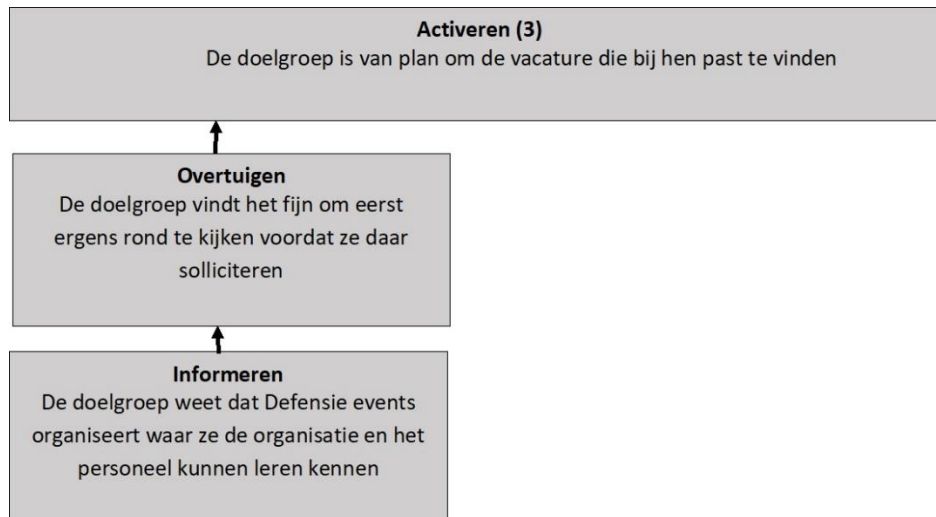 Activeren (3)
De doelgroep is van plan om de vacature die bij hen past te vinden
Overtuigen
De doelgroep vindt het fijn om eerst
ergens rond te kijken voordat ze daar
solliciteren
Informeren
De doelgroep weet dat Defensie events
organiseert waar ze de organisatie en het
personeel kunnen leren kennen